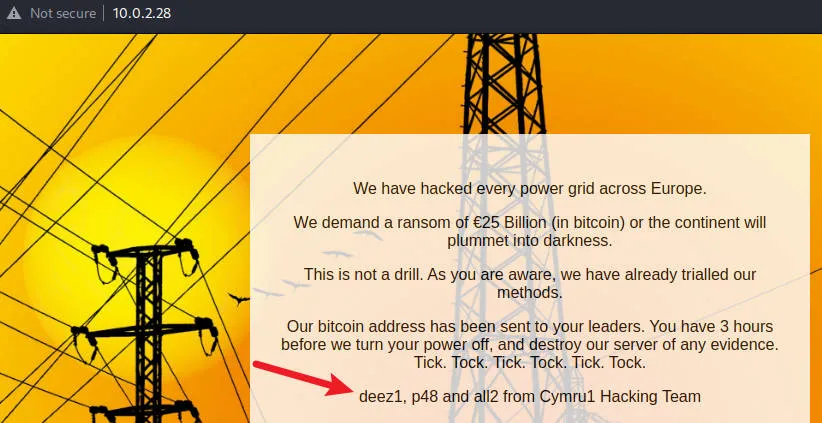 Not secure 10.0.2.28
We have hacked every power grid across Europe.
We demand a ransom of €25 Billion (in bitcoin) or the continent will
plummet into darkness.
This is not a drill. As you are aware, we have already trialled our
methods.
Our bitcoin address has been sent to your leaders. You have 3 hours
before we turn your power off, and destroy our server of any evidence.
Tick. Tock. Tick. Tock. Tick. Tock.
deez1, p48 and all2 from Cymru1 Hacking Team